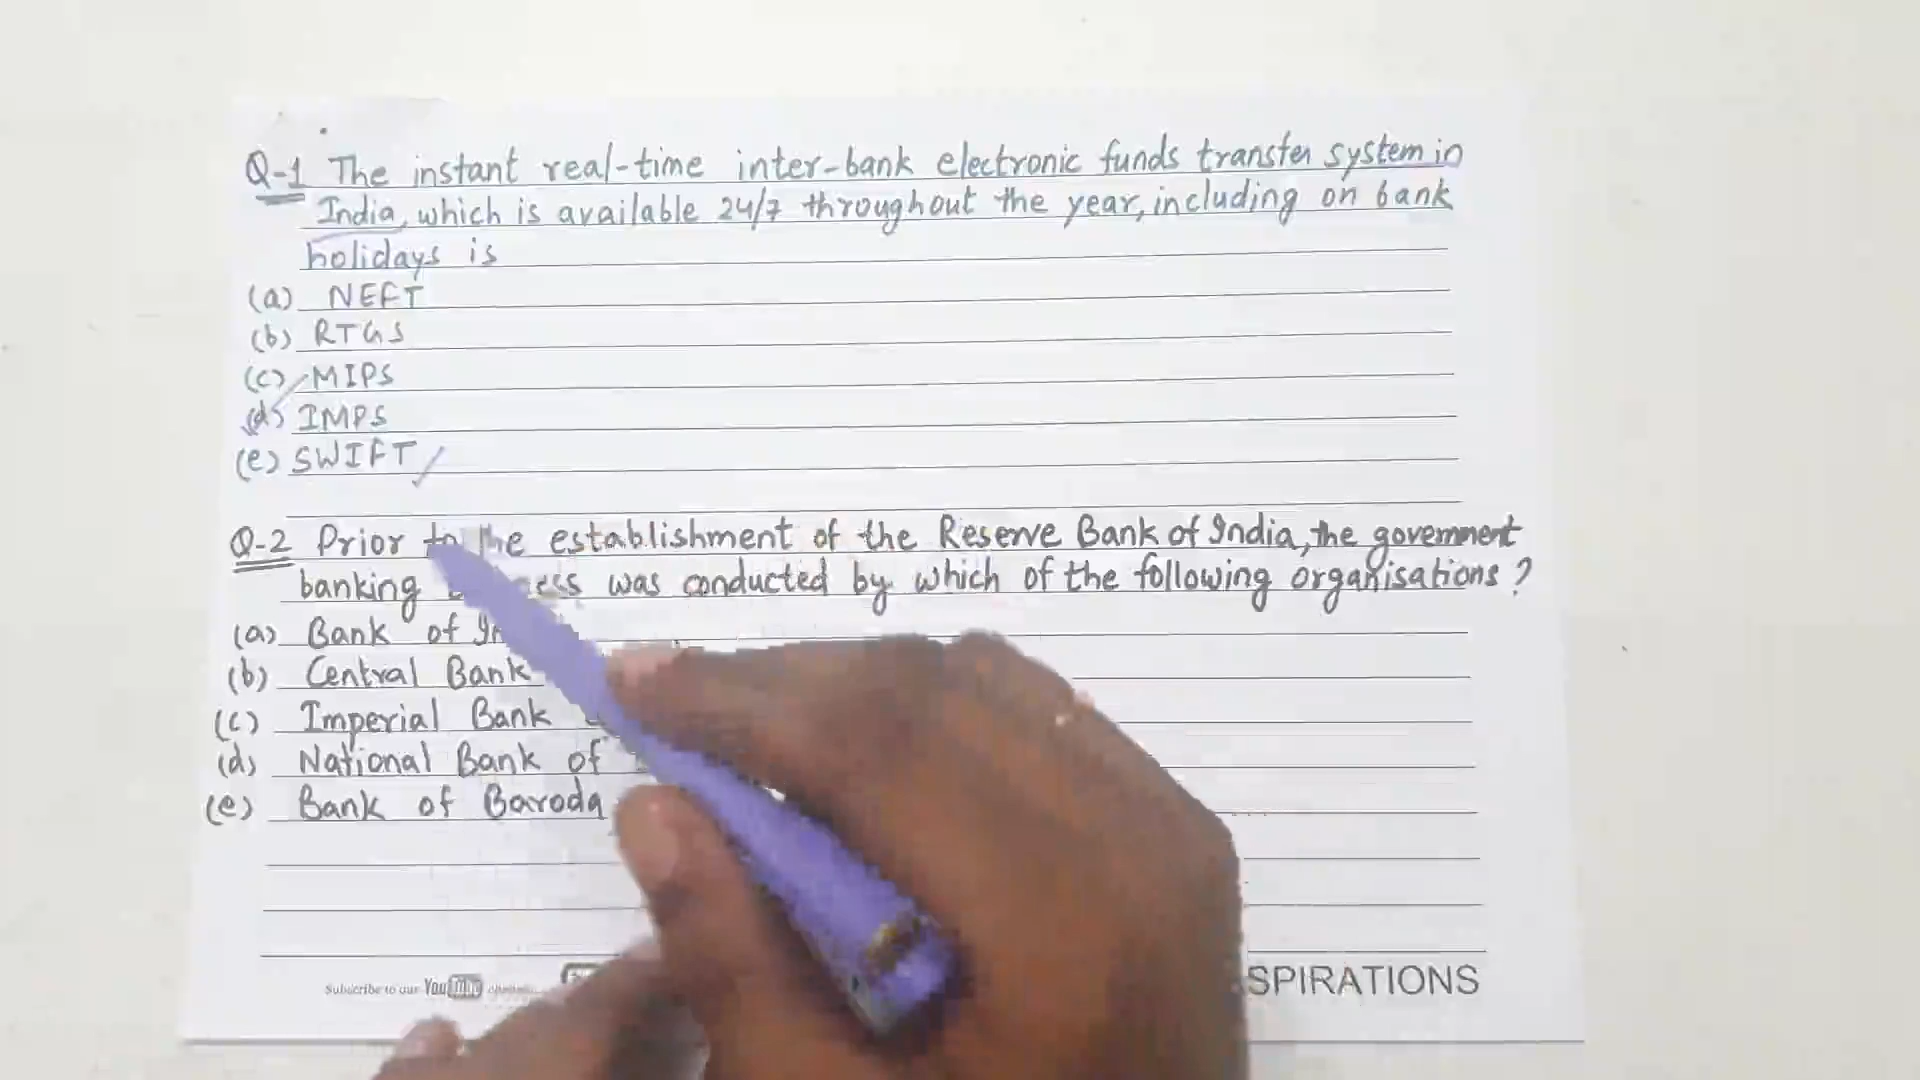 Q-1 The instant real-time inter-bank electronic funds transfer system in
India, which is available 24/7 throughout the year, including on bank
holidays is
(a) NEFT
(b) RTGS
(c) MIPS
(d) IMPS
(e) SWIFT
Q-2 Prior to the establishment of the Reserve Bank of India, the government
banking was conducted by which of the following organisations?
(a) Bank of
(b) Central Bank
(c) Imperial Bank
(d) National Bank of
(e) Bank of Baroda
Subscribe to our YouTube
SPIRATIONS